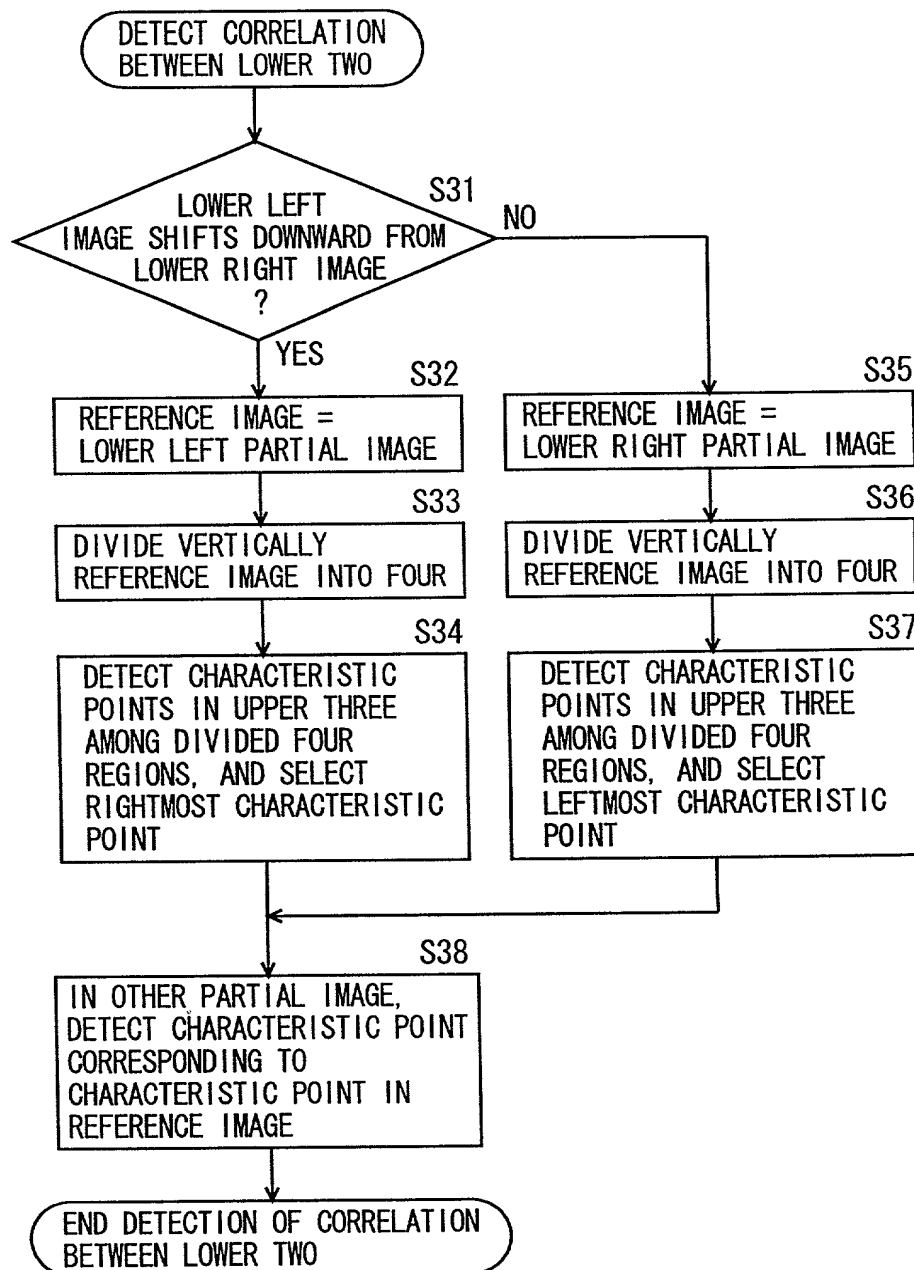 DETECT CORRELATION
BETWEEN LOWER TWO
S31
LOWER LEFT
IMAGE SHIFTS DOWNWARD FROM
LOWER RIGHT IMAGE
?
NO
YES
S32
REFERENCE IMAGE =
LOWER LEFT PARTIAL IMAGE
S33
DIVIDE VERTICALLY
REFERENCE IMAGE INTO FOUR
S34
DETECT CHARACTERISTIC
POINTS IN UPPER THREE
AMONG DIVIDED FOUR
REGIONS, AND SELECT
RIGHTMOST CHARACTERISTIC
POINT
S35
REFERENCE IMAGE =
LOWER RIGHT PARTIAL IMAGE
S36
DIVIDE VERTICALLY
REFERENCE IMAGE INTO FOUR
S37
DETECT CHARACTERISTIC
POINTS IN UPPER THREE
AMONG DIVIDED FOUR
REGIONS, AND SELECT
LEFTMOST CHARACTERISTIC
POINT
S38
IN OTHER PARTIAL IMAGE,
DETECT CHARACTERISTIC POINT
CORRESPONDING TO
CHARACTERISTIC POINT IN
REFERENCE IMAGE
END DETECTION OF CORRELATION
BETWEEN LOWER TWO